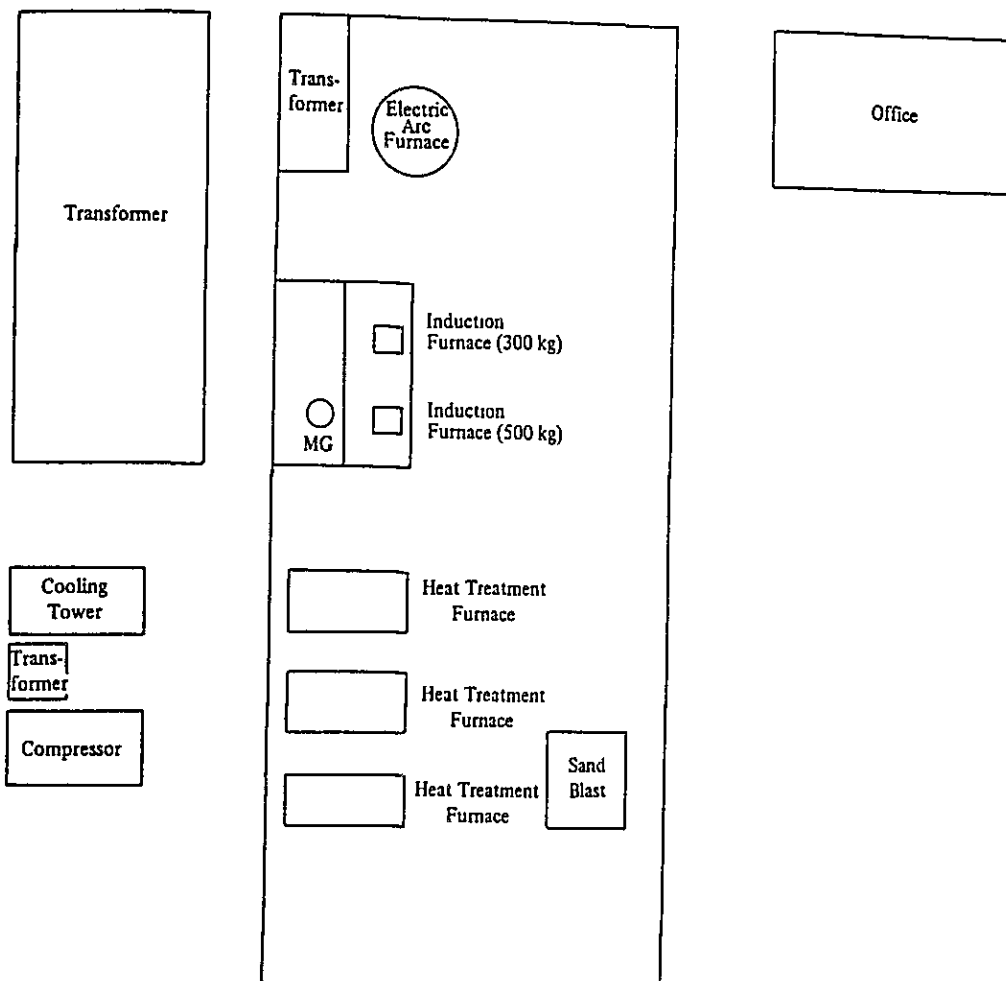 Trans-
former
Electric
Arc
Furnace
Office
Transformer
Induction
Furnace (300 kg)
Induction
Furnace (500 kg)
MG
Cooling
Tower
Heat Treatment
Furnace
Trans-
former
Heat Treatment
Furnace
Compressor
Sand
Blast
Heat Treatment
Furnace